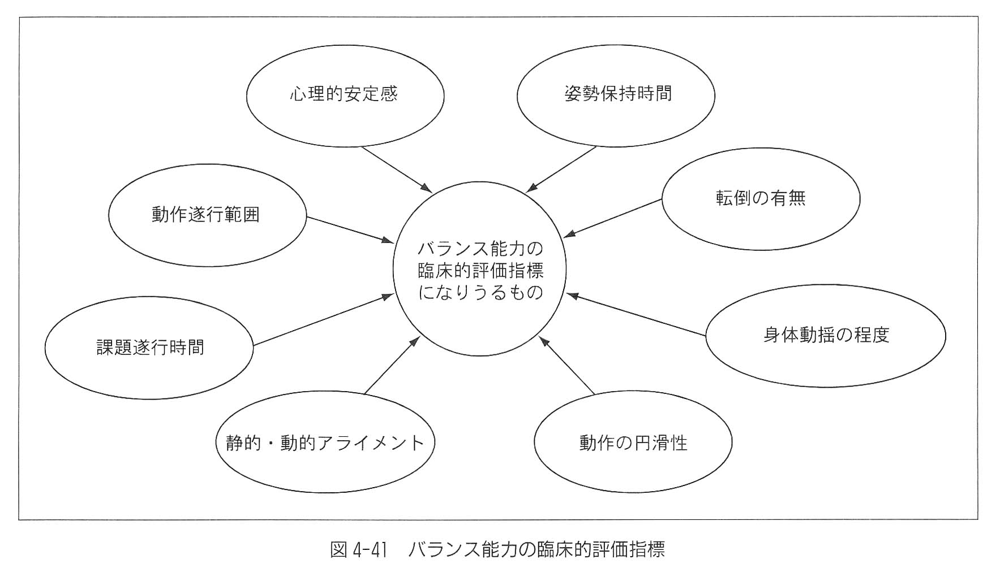 心理的安定感
姿勢保持時間
転倒の有無
動作遂行範囲
バランス能力の
臨床的評価指標
になりうるもの
身体動揺の程度
課題遂行時間
静的・動的アライメント
動作の円滑性
図 4-41　バランス能力の臨床的評価指標